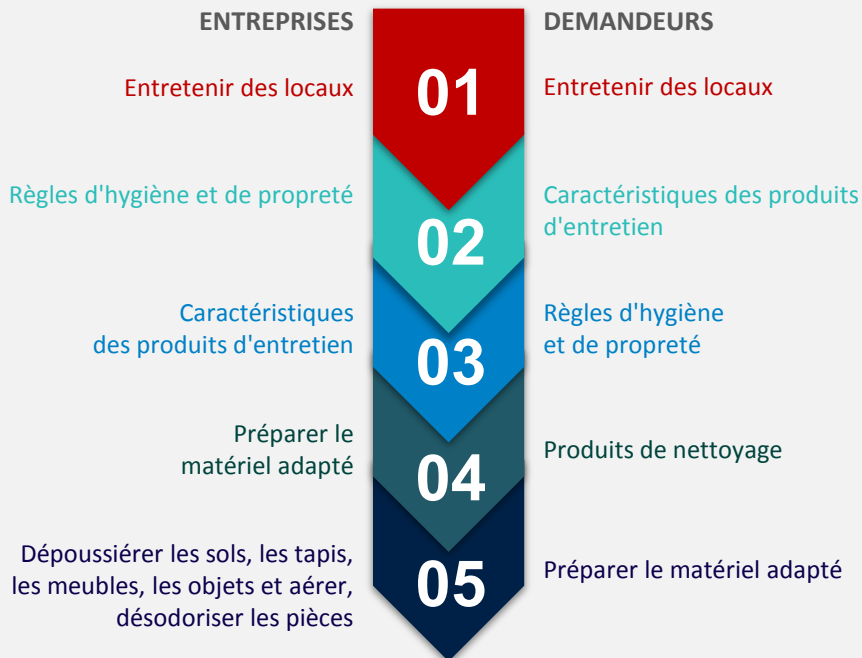 ENTREPRISES
DEMANDEURS
Entretenir des locaux
01
Entretenir des locaux
Règles d'hygiène et de propreté
02
Caractéristiques des produits
d'entretien
Caractéristiques
des produits d'entretien
03
Règles d'hygiène
et de propreté
Préparer le
matériel adapté
04
Produits de nettoyage
Dépoussiérer les sols, les tapis,
les meubles, les objets et aérer,
désodoriser les pièces
05
Préparer le matériel adapté